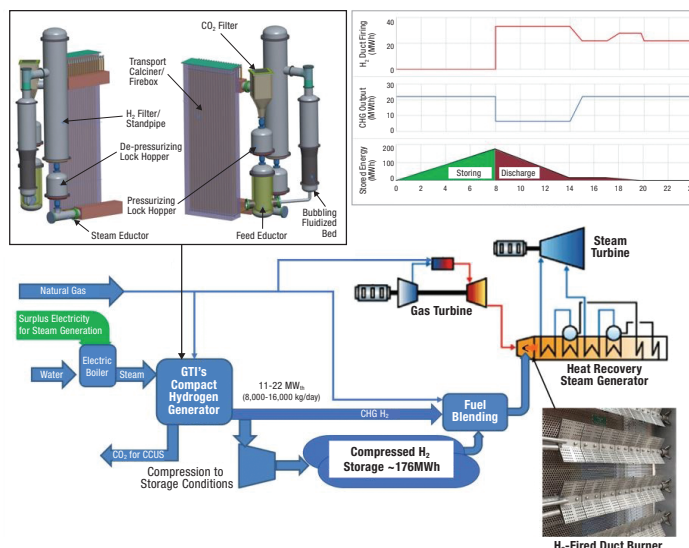 CO₂ Filter
Transport
Calciner/
Firebox
H₂ Filter/
Standpipe
De-pressurizing
Lock Hopper
Pressurizing
Lock Hopper
Steam Eductor
Feed Eductor
Bubbling
Fluidized
Bed
H₂ Duct Firing
(MWh)
40
20
0
CHG Output
(MWh)
30
20
10
0
Stored Energy
(MWh)
200
100
0
Storing
Discharge
0 2 4 6 8 10 12 14 16 18 20 22
Natural Gas
Surplus Electricity
for Steam Generation
Water
Electric
Boiler
Steam
GTI's
Compact
Hydrogen
Generator
CO₂ for CCUS
Compression to
Storage Conditions
11-22 MWₜₕ
(8,000-16,000 kg/day)
CHG H₂
Compressed H₂
Storage ~176MWh
Fuel
Blending
Gas Turbine
Steam
Turbine
Heat Recovery
Steam Generator
H₂-Fired Duct Burner